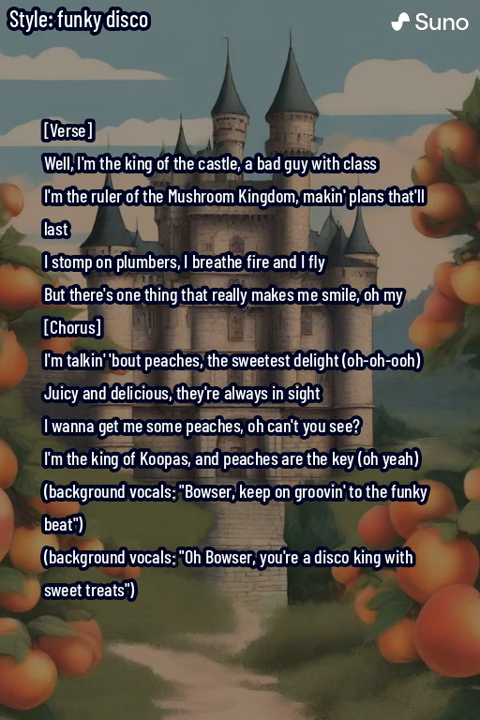 Style: funky disco
Suno
[Verse]
Well, I'm the king of the castle, a bad guy with class
I'm the ruler of the Mushroom Kingdom, makin' plans that'll
last
I stomp on plumbers, I breathe fire and I fly
But there's one thing that really makes me smile, oh my
[Chorus]
I'm talkin' 'bout peaches, the sweetest delight (oh-oh-ooh)
Juicy and delicious, they're always in sight
I wanna get me some peaches, oh can't you see?
I'm the king of Koopas, and peaches are the key (oh yeah)
(background vocals: "Bowser, keep on groovin' to the funky
beat")
(background vocals: "Oh Bowser, you're a disco king with
sweet treats")